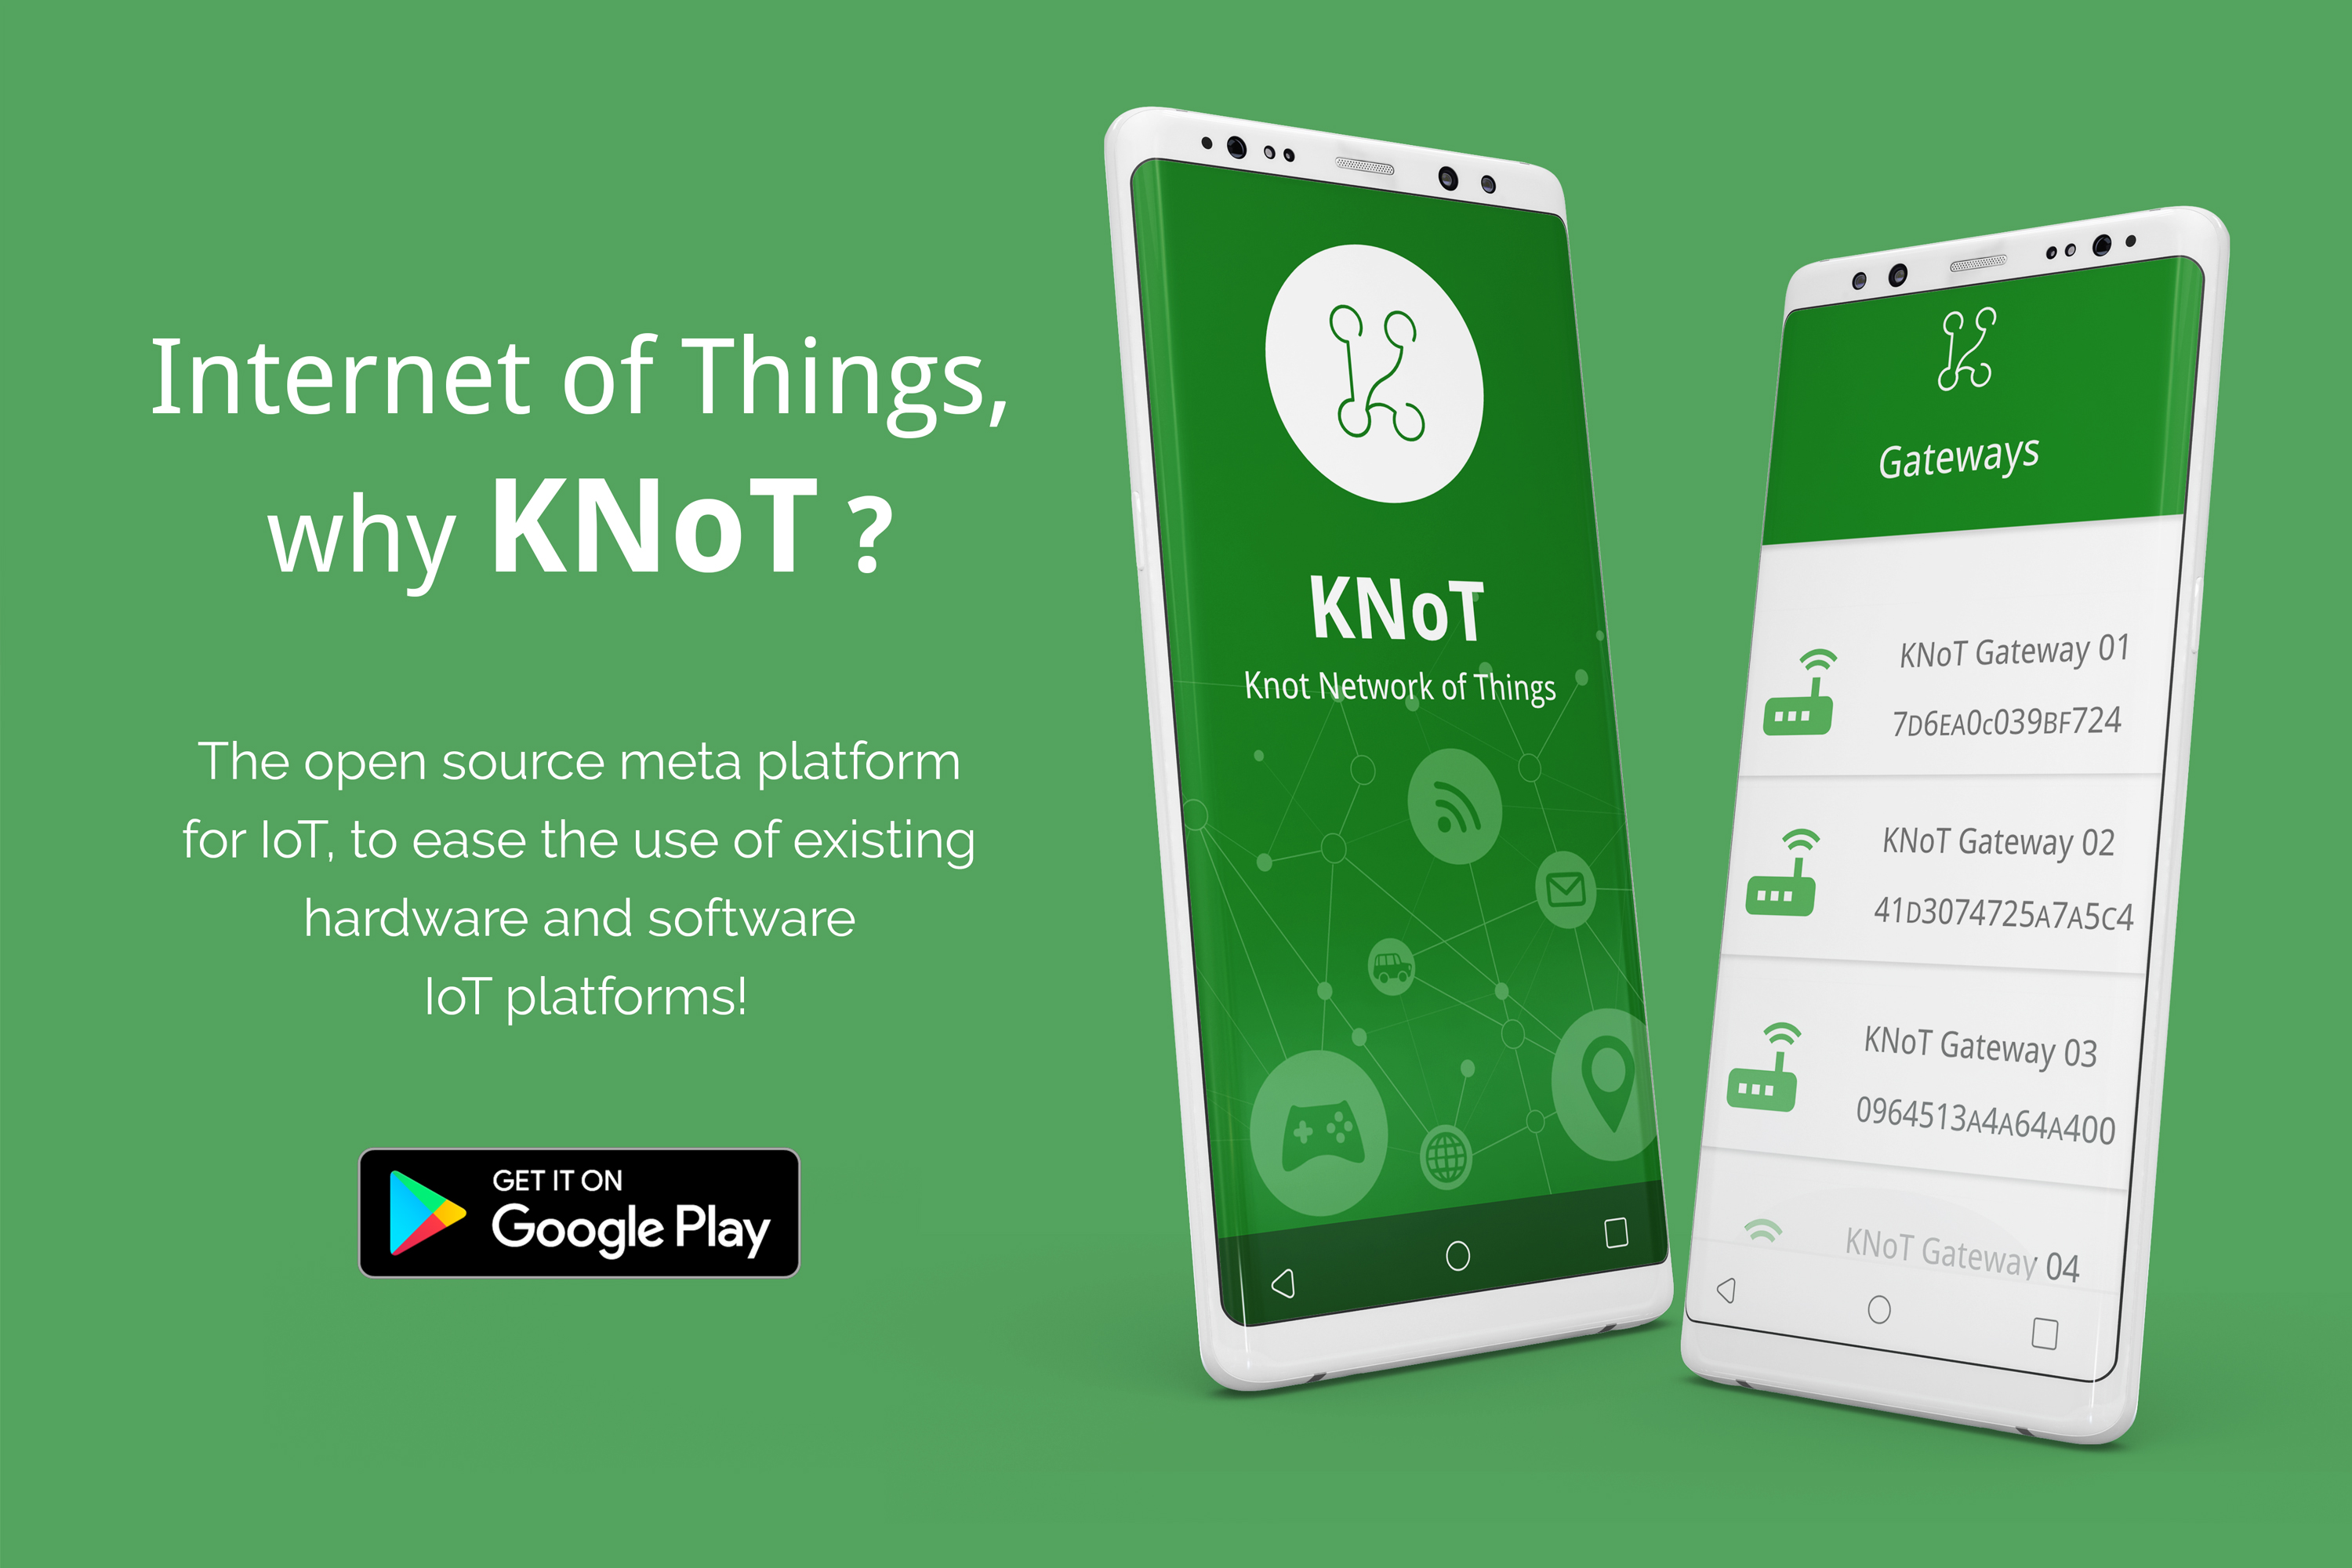 Internet of Things,
why KNoT ?
The open source meta platform
for IoT, to ease the use of existing
hardware and software
IoT platforms!
GET IT ON
Google Play
KNoT
Knot Network of Things
Gateways
KNoT Gateway 01
7D6EA0c039BF724
KNoT Gateway 02
41D3074725A7A5C4
KNoT Gateway 03
0964513A4A64A400
KNoT Gateway 04